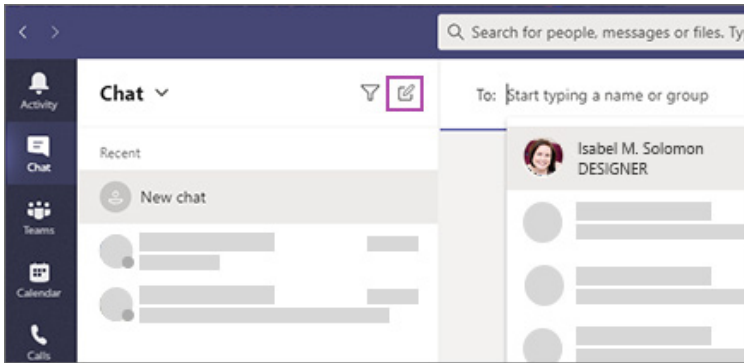 Search for people, messages or files. Ty
Activity
Chat
Teams
Calendar
Calls
Chat
Recent
New chat
To: Start typing a name or group
Isabel M. Solomon
DESIGNER